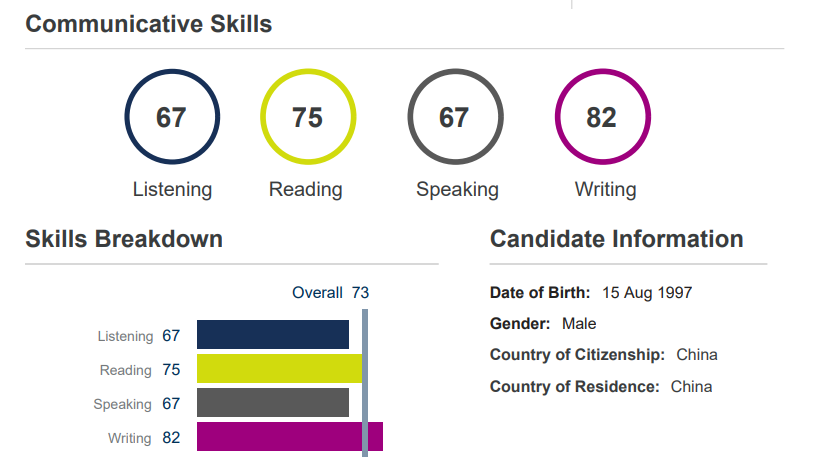 Communicative Skills
67 75 67 82
Listening Reading Speaking Writing
Skills Breakdown
Overall 73
Listening 67
Reading 75
Speaking 67
Writing 82
Candidate Information
Date of Birth: 15 Aug 1997
Gender: Male
Country of Citizenship: China
Country of Residence: China